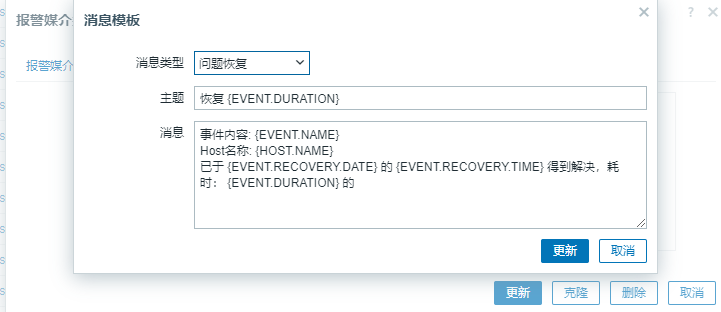 报警媒介
消息模板
报警媒介
消息类型
问题恢复
主题
恢复 {EVENT.DURATION}
消息
事件内容: {EVENT.NAME}
Host名称: {HOST.NAME}
已于 {EVENT.RECOVERY.DATE} 的 {EVENT.RECOVERY.TIME} 得到解决，耗
时： {EVENT.DURATION} 的
更新
取消
更新
克隆
删除
取消